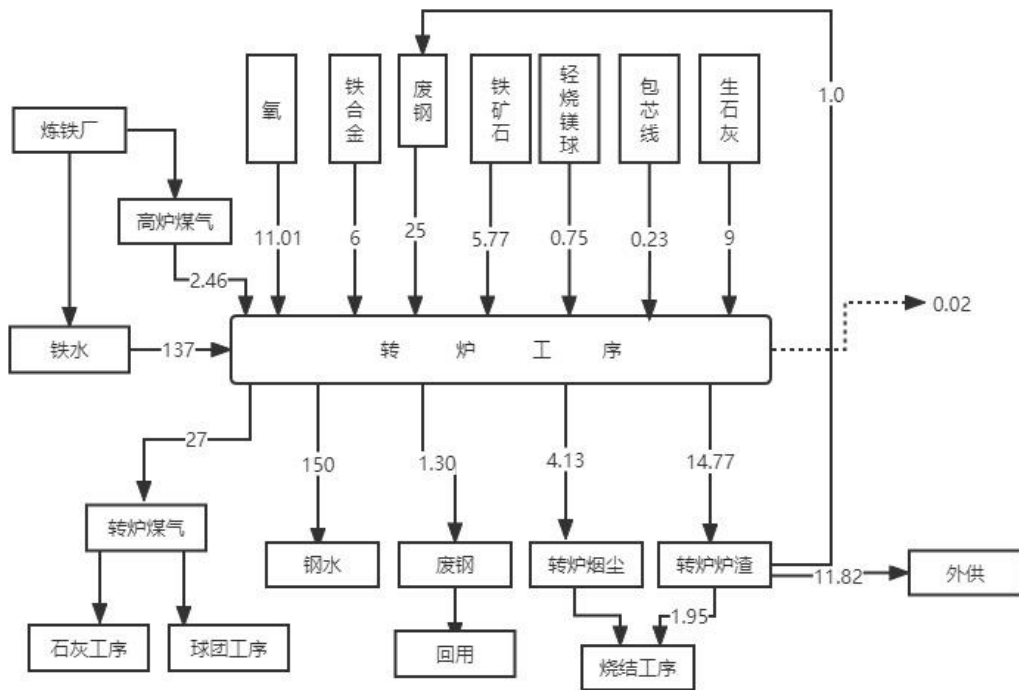 1.0
氧
铁合金
废钢
铁矿石
轻烧镁球
包芯线
生石灰
炼铁厂
高炉煤气
11.01
6
25
5.77
0.75
0.23
9
2.46
0.02
铁水
137
转炉工序
27
150
1.30
4.13
14.77
转炉煤气
钢水
废钢
转炉烟尘
转炉炉渣
11.82
外供
1.95
石灰工序
球团工序
回用
烧结工序